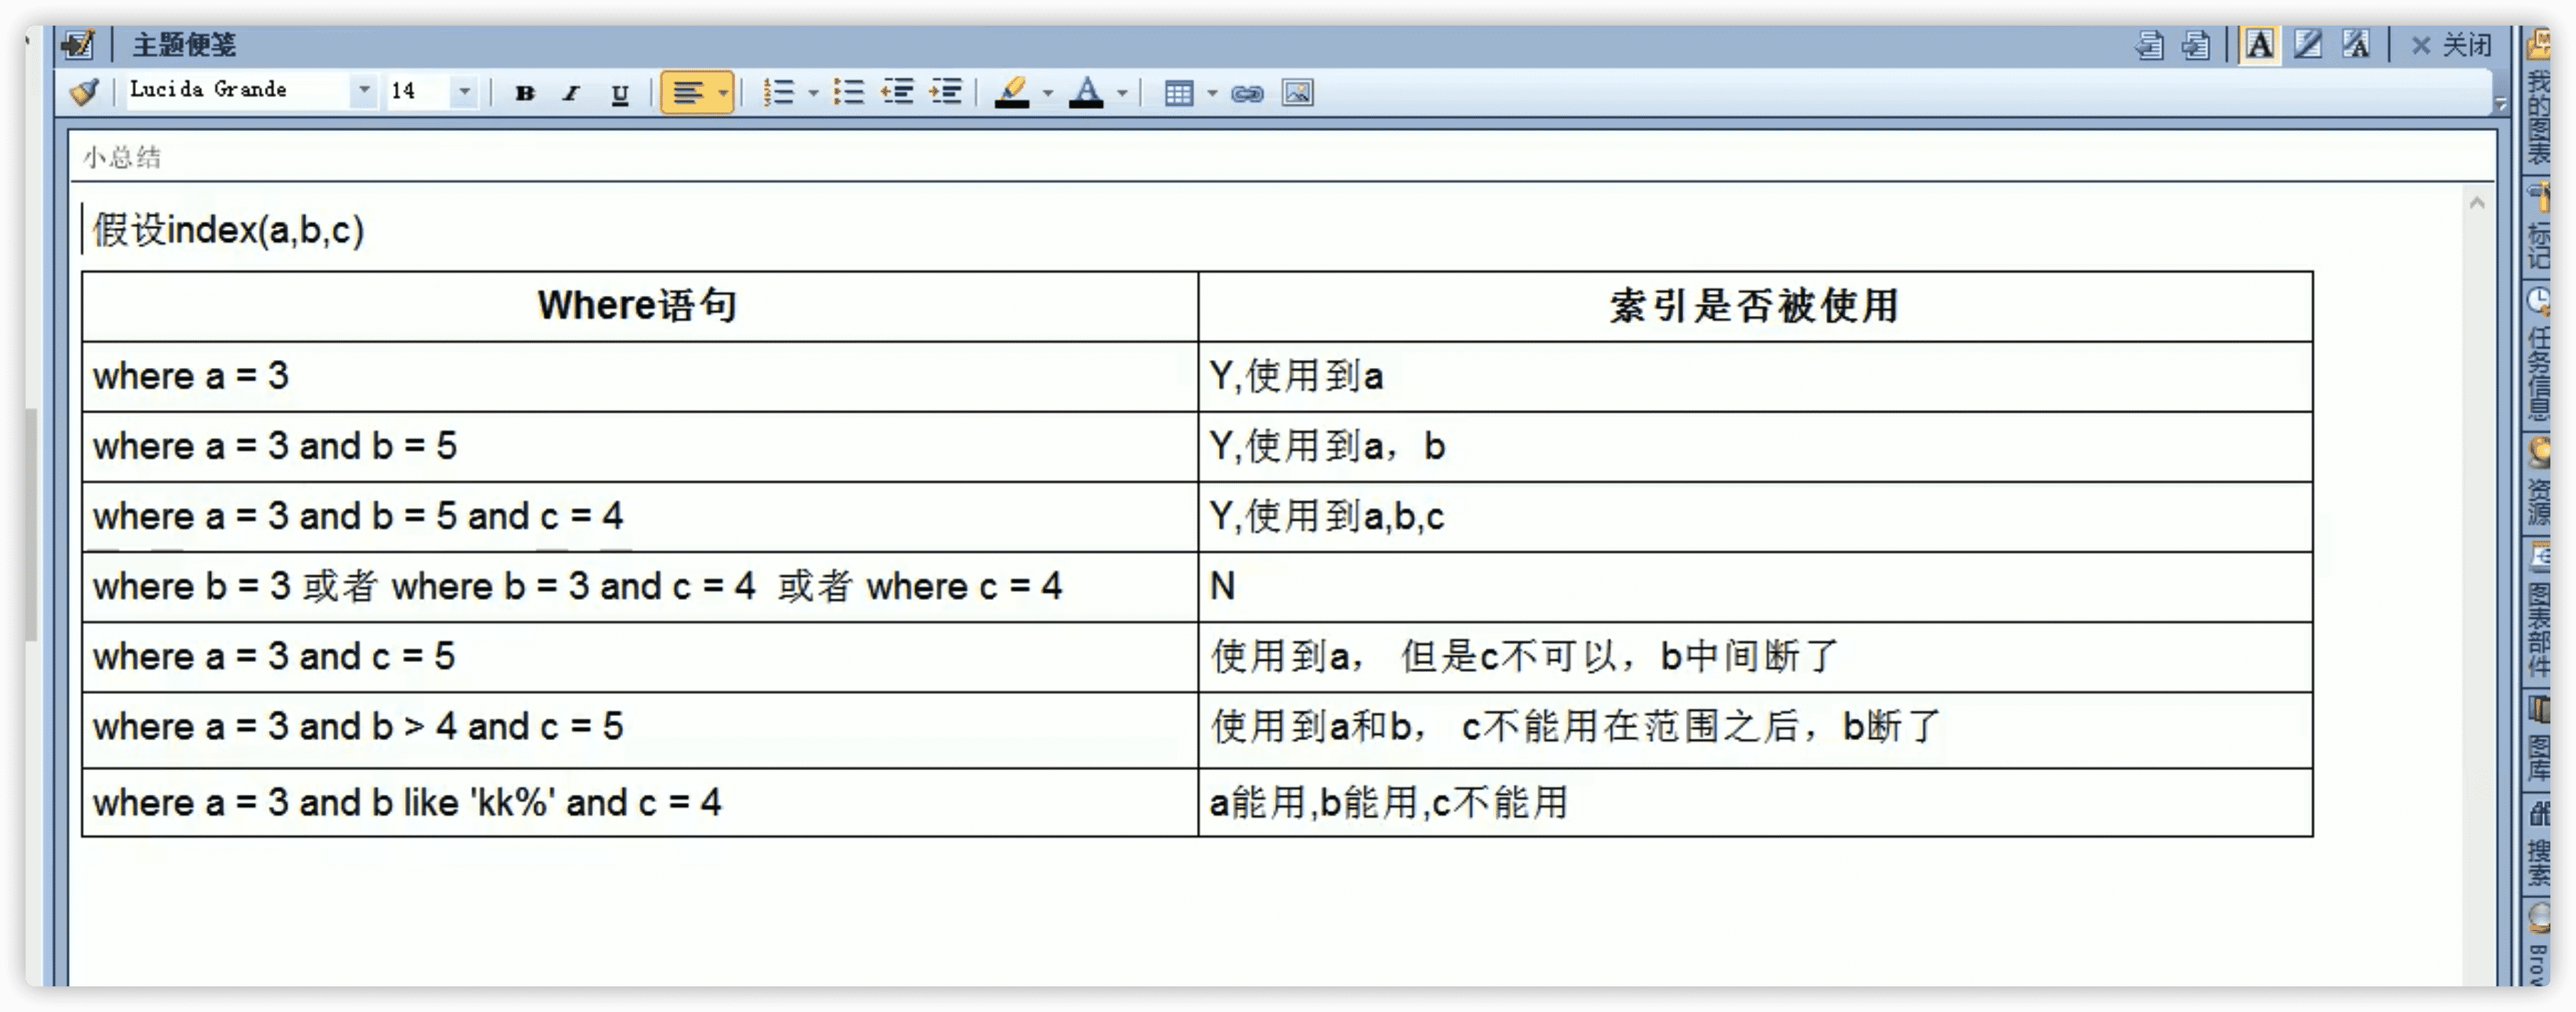 主题便笺
关闭
Lucida Grande 14 B I U A
小总结
假设index(a,b,c)
Where语句 索引是否被使用
where a = 3 Y,使用到a
where a = 3 and b = 5 Y,使用到a，b
where a = 3 and b = 5 and c = 4 Y,使用到a,b,c
where b = 3 或者 where b = 3 and c = 4 或者 where c = 4 N
where a = 3 and c = 5 使用到a， 但是c不可以，b中间断了
where a = 3 and b > 4 and c = 5 使用到a和b， c不能用在范围之后，b断了
where a = 3 and b like 'kk%' and c = 4 a能用,b能用,c不能用
我的图表
标记
任务信息
资源
图表部件
图库
搜索